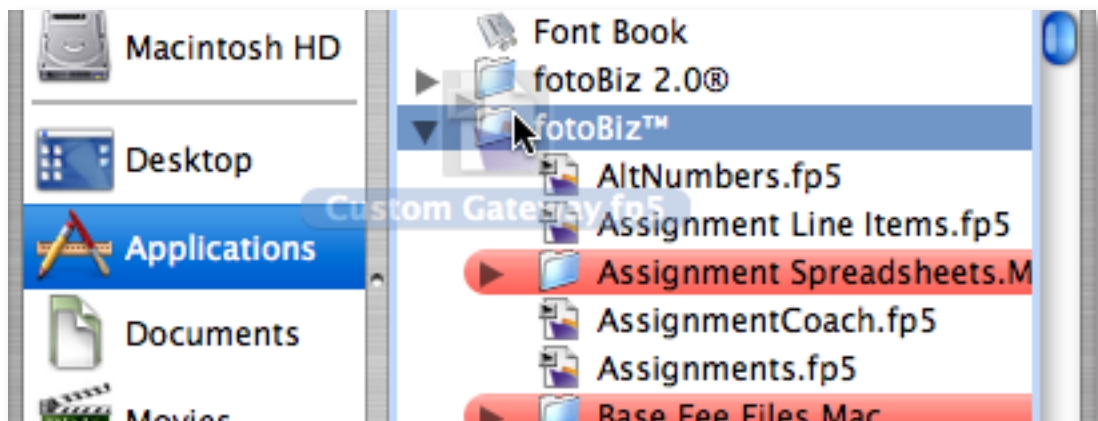 Macintosh HD
Desktop
Applications
Documents
Movies
Font Book
fotoBiz 2.0®
fotoBiz™
AltNumbers.fp5
Custom Gateway.fp5
Assignment Line Items.fp5
Assignment Spreadsheets.M
AssignmentCoach.fp5
Assignments.fp5
Base Fee Files Mac